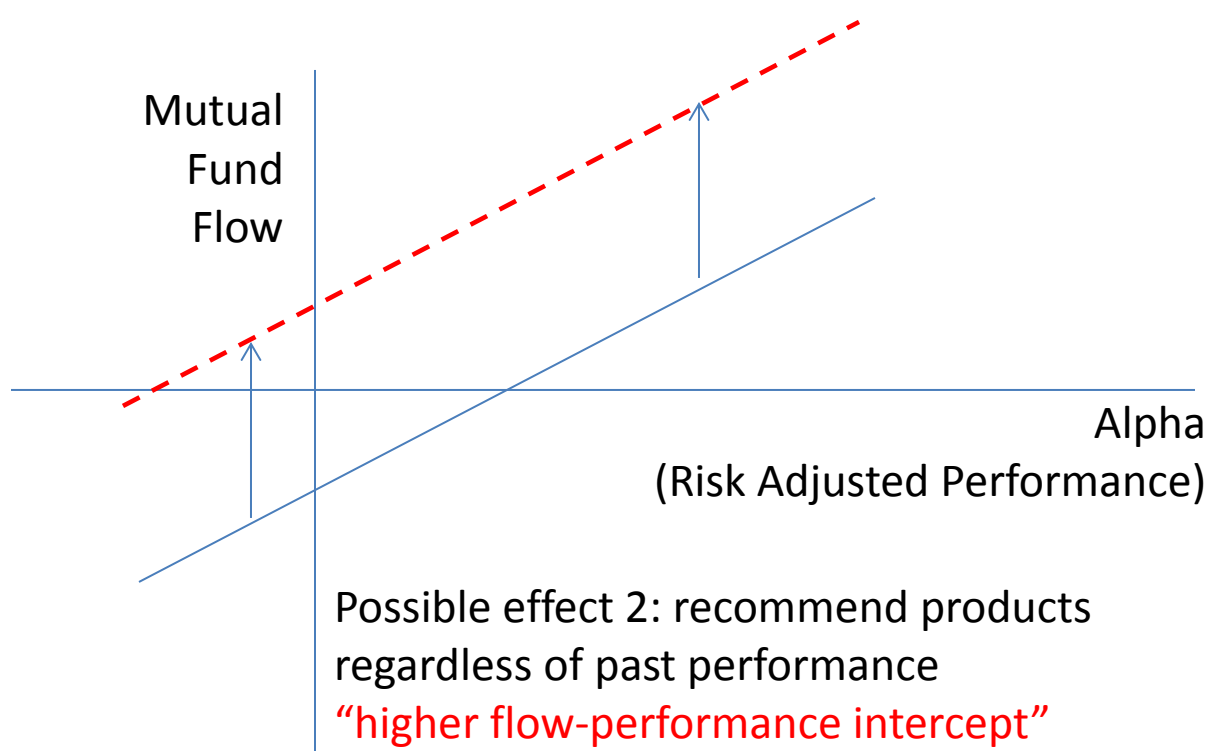 Mutual
Fund
Flow
Alpha
(Risk Adjusted Performance)
Possible effect 2: recommend products
regardless of past performance
“higher flow-performance intercept”